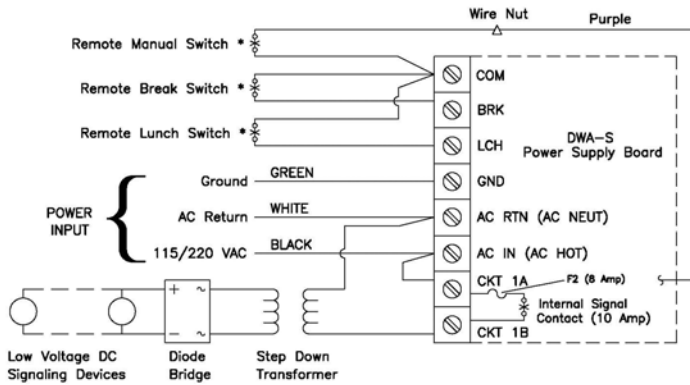 Wire Nut
Purple
Remote Manual Switch *
COM
Remote Break Switch *
BRK
Remote Lunch Switch *
LCH
DWA-S
Power Supply Board
Ground
GREEN
GND
POWER
INPUT
AC Return
WHITE
AC RTN (AC NEUT)
115/220 VAC
BLACK
AC IN (AC HOT)
CKT 1A
F2 (8 Amp)
+
~
Internal Signal
Contact (10 Amp)
-
~
CKT 1B
Low Voltage DC
Signaling Devices
Diode
Bridge
Step Down
Transformer